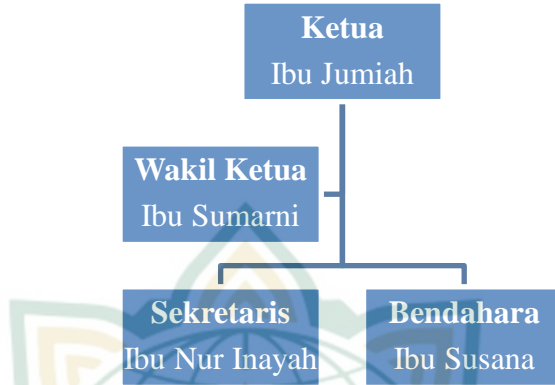 Ketua
Ibu Jumiah
Wakil Ketua
Ibu Sumarni
Sekretaris
Ibu Nur Inayah
Bendahara
Ibu Susana